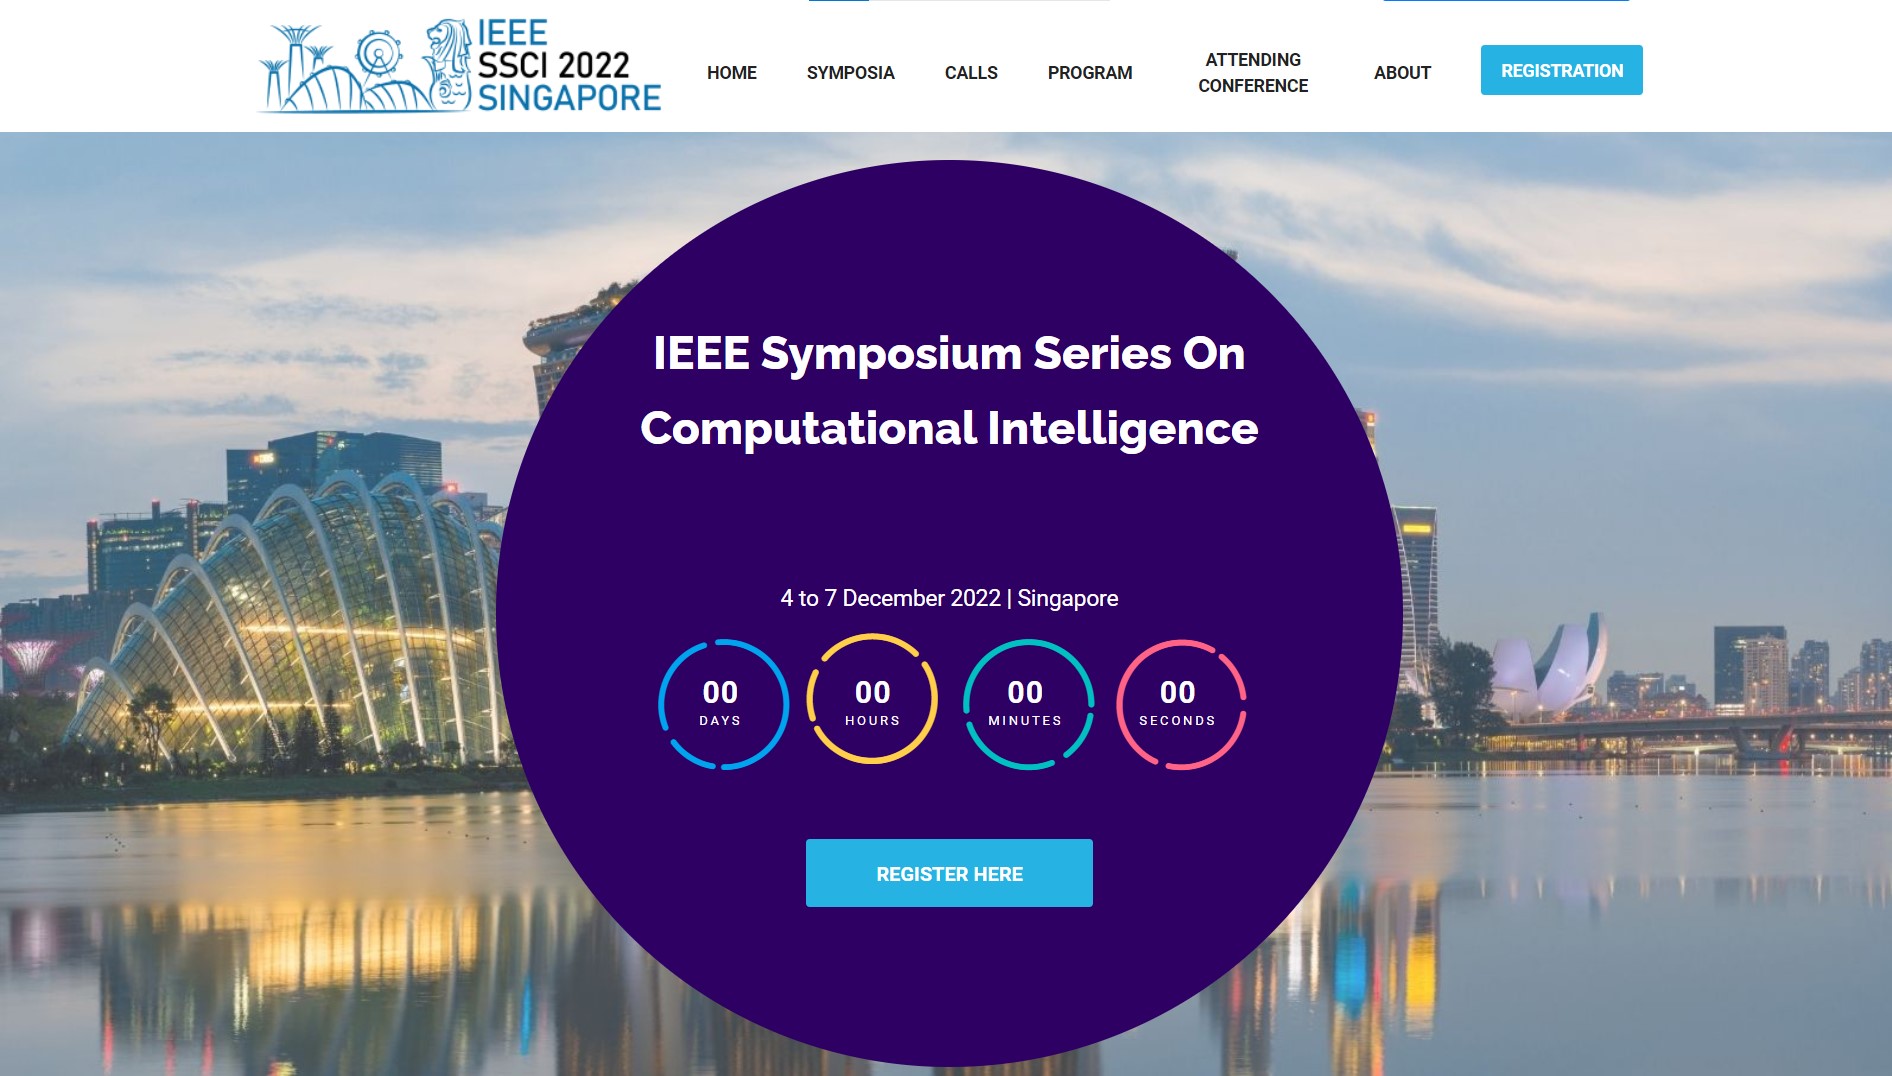 IEEE
SSCI 2022
SINGAPORE
HOME
SYMPOSIA
CALLS
PROGRAM
ATTENDING
CONFERENCE
ABOUT
REGISTRATION
IEEE Symposium Series On
Computational Intelligence
4 to 7 December 2022 | Singapore
00
DAYS
00
HOURS
00
MINUTES
00
SECONDS
REGISTER HERE